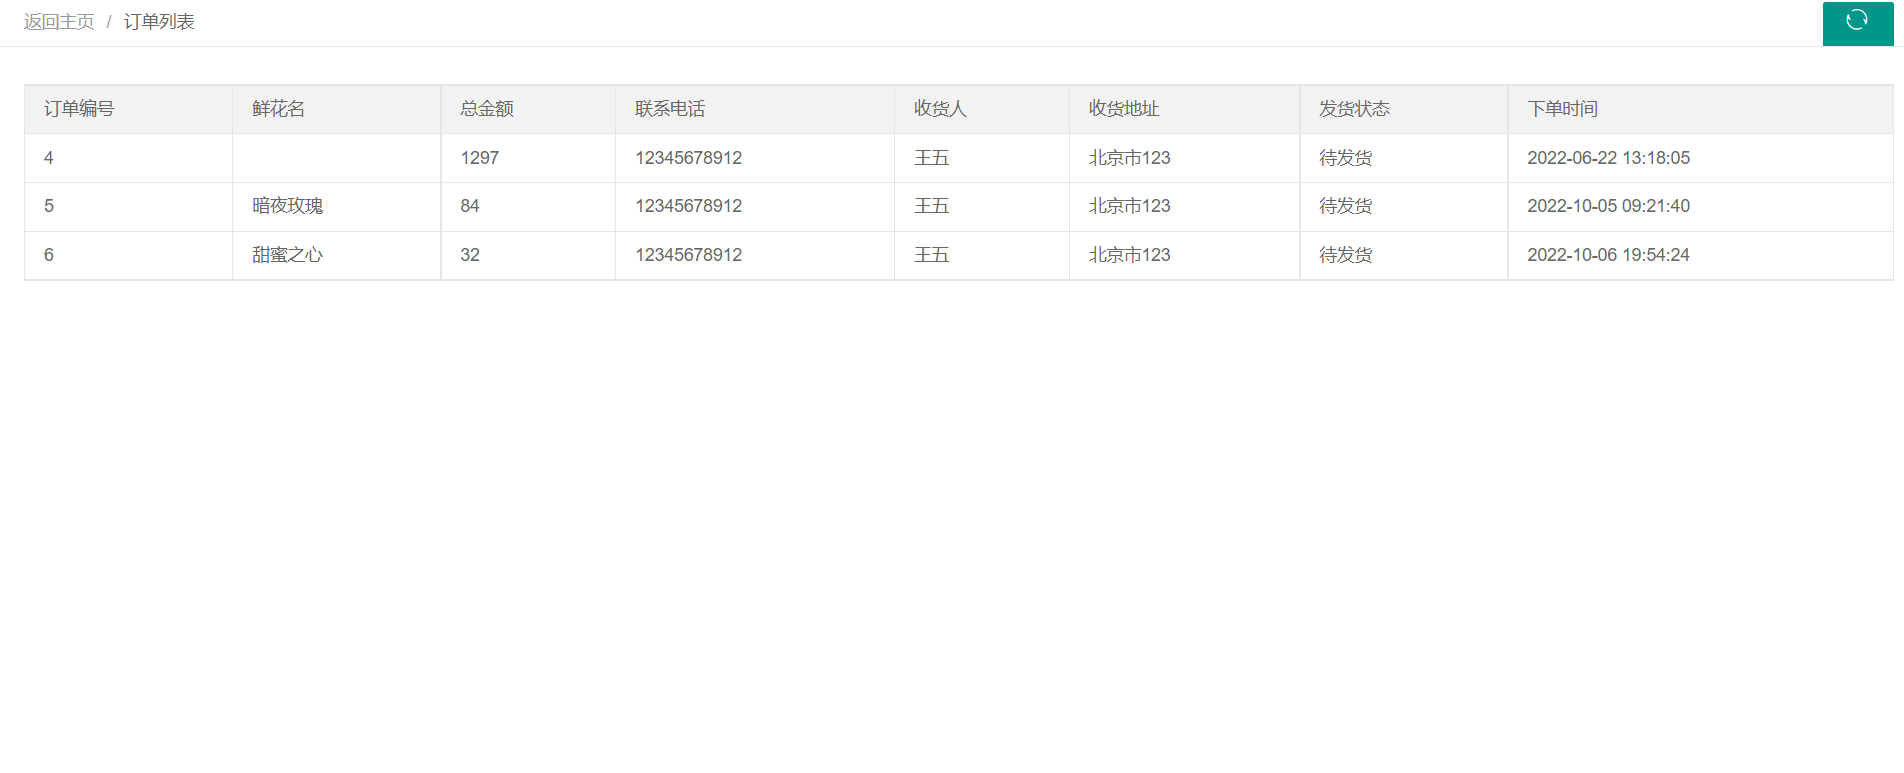 返回主页 / 订单列表
订单编号 鲜花名 总金额 联系电话 收货人 收货地址 发货状态 下单时间
4 1297 12345678912 王五 北京市123 待发货 2022-06-22 13:18:05
5 暗夜玫瑰 84 12345678912 王五 北京市123 待发货 2022-10-05 09:21:40
6 甜蜜之心 32 12345678912 王五 北京市123 待发货 2022-10-06 19:54:24